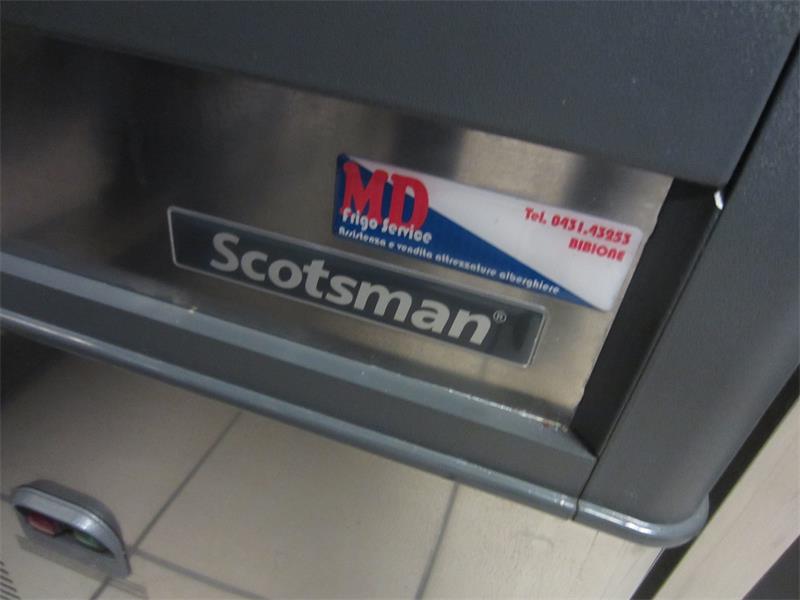 MD
Frigo Service
Assistenza e vendita attrezzature alberghiere
Tel. 0431.43253
BIBIONE
Scotsman®